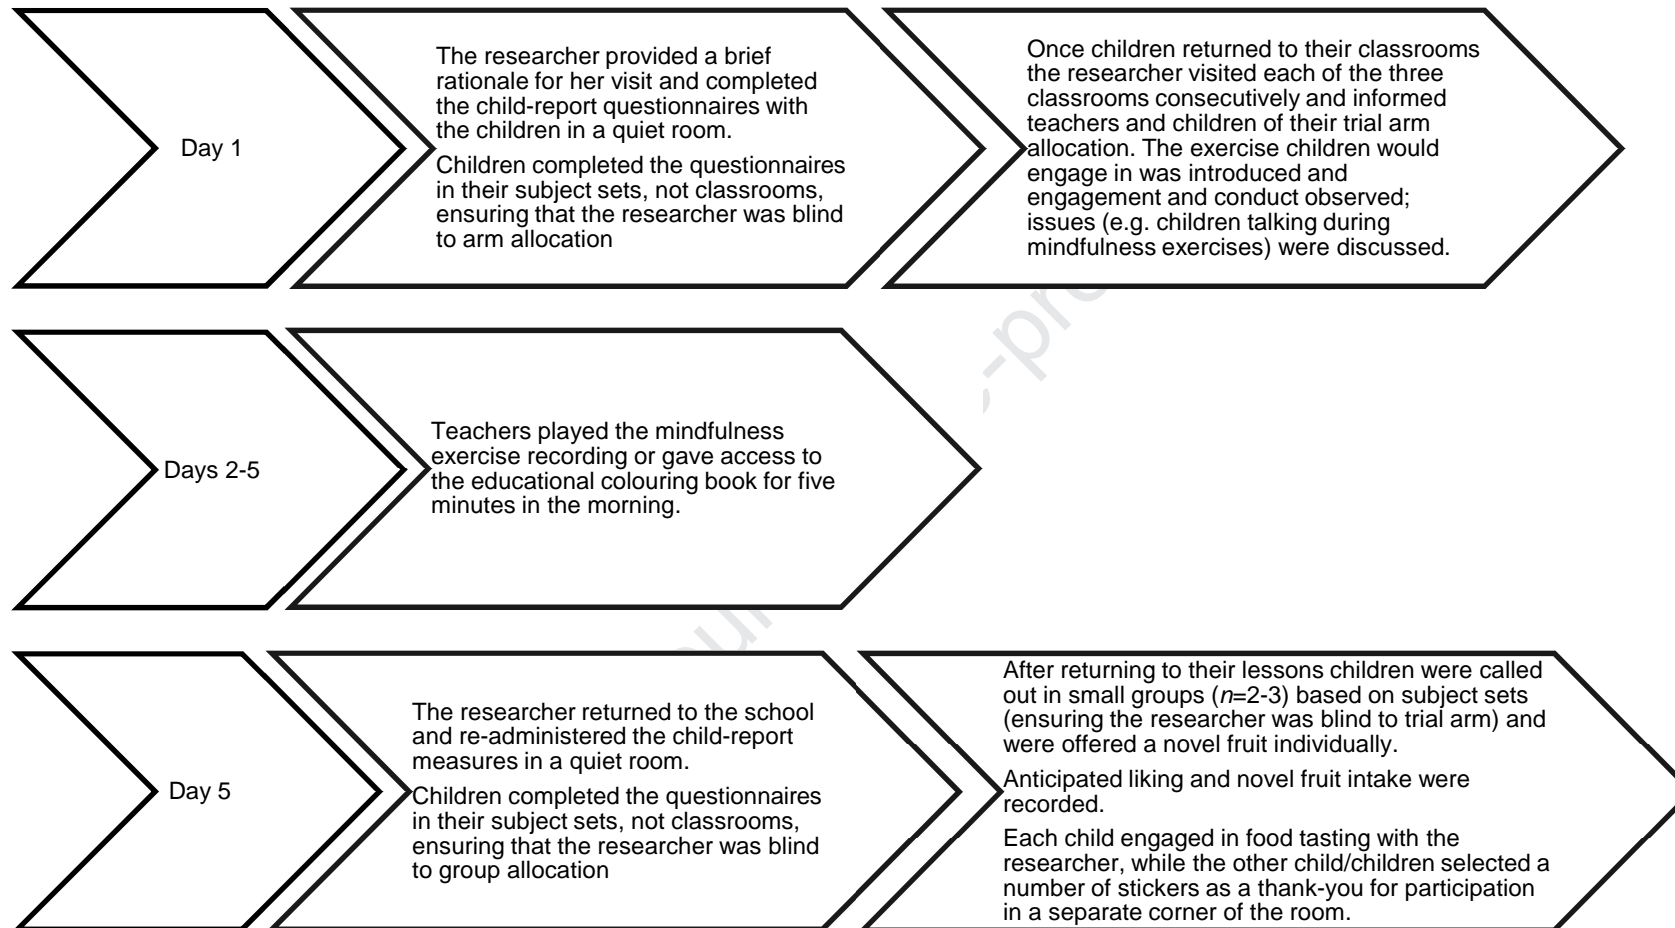 Day 1
The researcher provided a brief
rationale for her visit and completed
the child-report questionnaires with
the children in a quiet room.
Children completed the questionnaires
in their subject sets, not classrooms,
ensuring that the researcher was blind
to arm allocation
Once children returned to their classrooms
the researcher visited each of the three
classrooms consecutively and informed
teachers and children of their trial arm
allocation. The exercise children would
engage in was introduced and
engagement and conduct observed;
issues (e.g. children talking during
mindfulness exercises) were discussed.
Days 2-5
Teachers played the mindfulness
exercise recording or gave access to
the educational colouring book for five
minutes in the morning.
Day 5
The researcher returned to the school
and re-administered the child-report
measures in a quiet room.
Children completed the questionnaires
in their subject sets, not classrooms,
ensuring that the researcher was blind
to group allocation
After returning to their lessons children were called
out in small groups (n=2-3) based on subject sets
(ensuring the researcher was blind to trial arm) and
were offered a novel fruit individually.
Anticipated liking and novel fruit intake were
recorded.
Each child engaged in food tasting with the
researcher, while the other child/children selected a
number of stickers as a thank-you for participation
in a separate corner of the room.